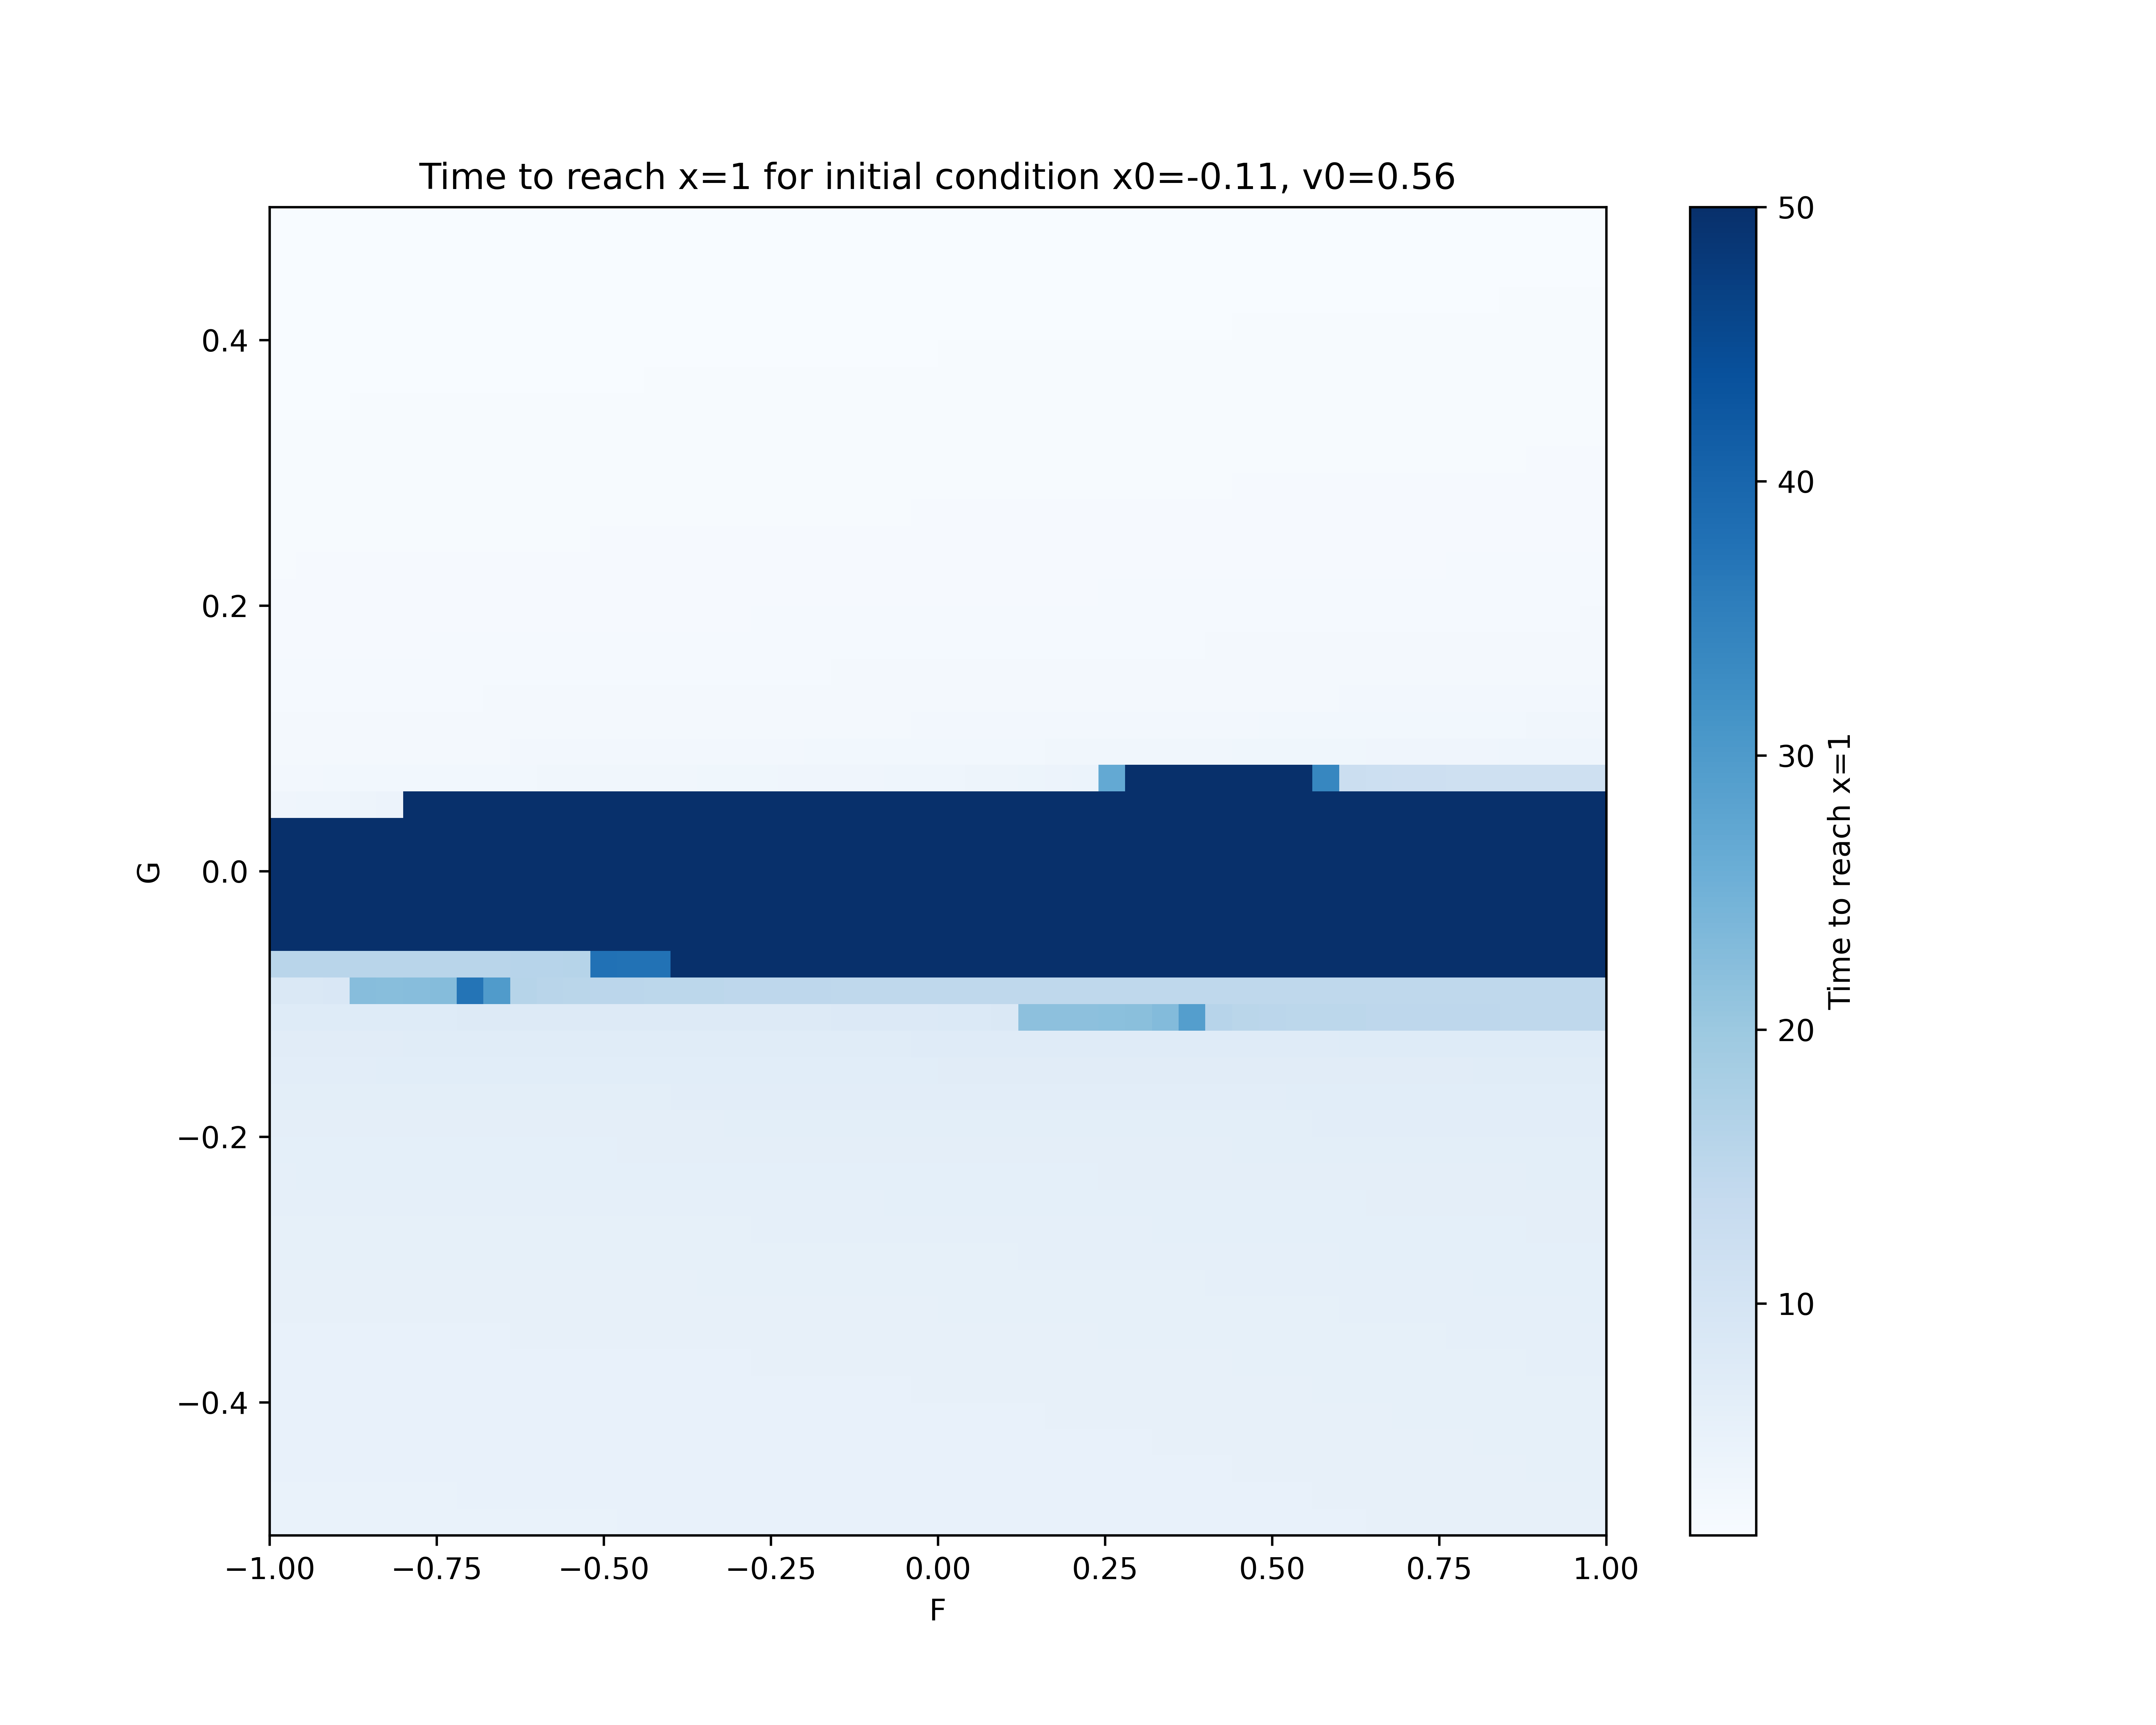 Time to reach x=1 for initial condition x0=-0.11, v0=0.56
50
40
30
20
10
Time to reach x=1
0.4
0.2
0.0
−0.2
−0.4
G
−1.00 −0.75 −0.50 −0.25 0.00 0.25 0.50 0.75 1.00
F